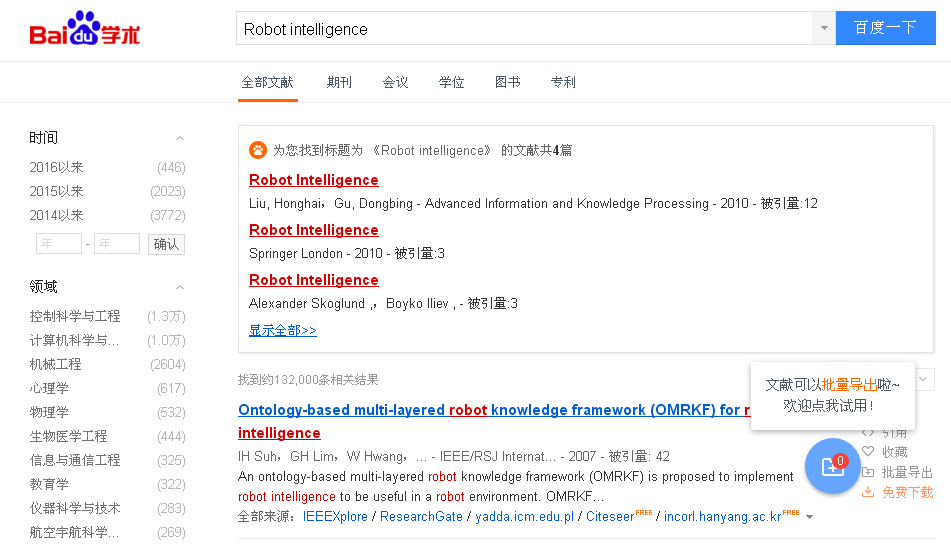 Bai du 学术
Robot intelligence
百度一下
全部文献 期刊 会议 学位 图书 专利
时间
2016以来 (446)
2015以来 (2023)
2014以来 (3772)
年 - 年 确认
领域
控制科学与工程 (1.3万)
计算机科学与... (1.0万)
机械工程 (2604)
心理学 (617)
物理学 (532)
生物医学工程 (444)
信息与通信工程 (325)
教育学 (322)
仪器科学与技术 (283)
航空宇航科学... (269)
为您找到标题为 《Robot intelligence》 的文献共4篇
Robot Intelligence
Liu, Honghai, Gu, Dongbing - Advanced Information and Knowledge Processing - 2010 - 被引量:12
Robot Intelligence
Springer London - 2010 - 被引量:3
Robot Intelligence
Alexander Skoglund ,, Boyko Iliev , - 被引量:3
显示全部>>
找到约132,000条相关结果
Ontology-based multi-layered robot knowledge framework (OMRKF) for r
intelligence
IH Suh, GH Lim, W Hwang, ... - IEEE/RSJ Internat... - 2007 - 被引量: 42
An ontology-based multi-layered robot knowledge framework (OMRKF) is proposed to implement
robot intelligence to be useful in a robot environment. OMRKF...
全部来源: IEEEXplore / ResearchGate / yadda.icm.edu.pl / Citeseer FREE / incorl.hanyang.ac.kr FREE
文献可以批量导出啦~
欢迎点我试用!
0
引用
收藏
批量导出
免费下载